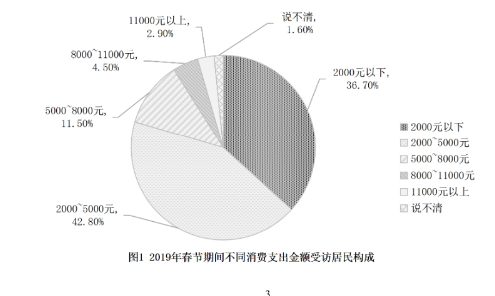 11000元以上,
2.90%
说不清,
1.60%
8000~11000元,
4.50%
2000元以下,
36.70%
5000~8000元,
11.50%
2000~5000元,
42.80%
2000元以下
2000~5000元
5000~8000元
8000~11000元
11000元以上
说不清
图1 2019年春节期间不同消费支出金额受访居民构成
3